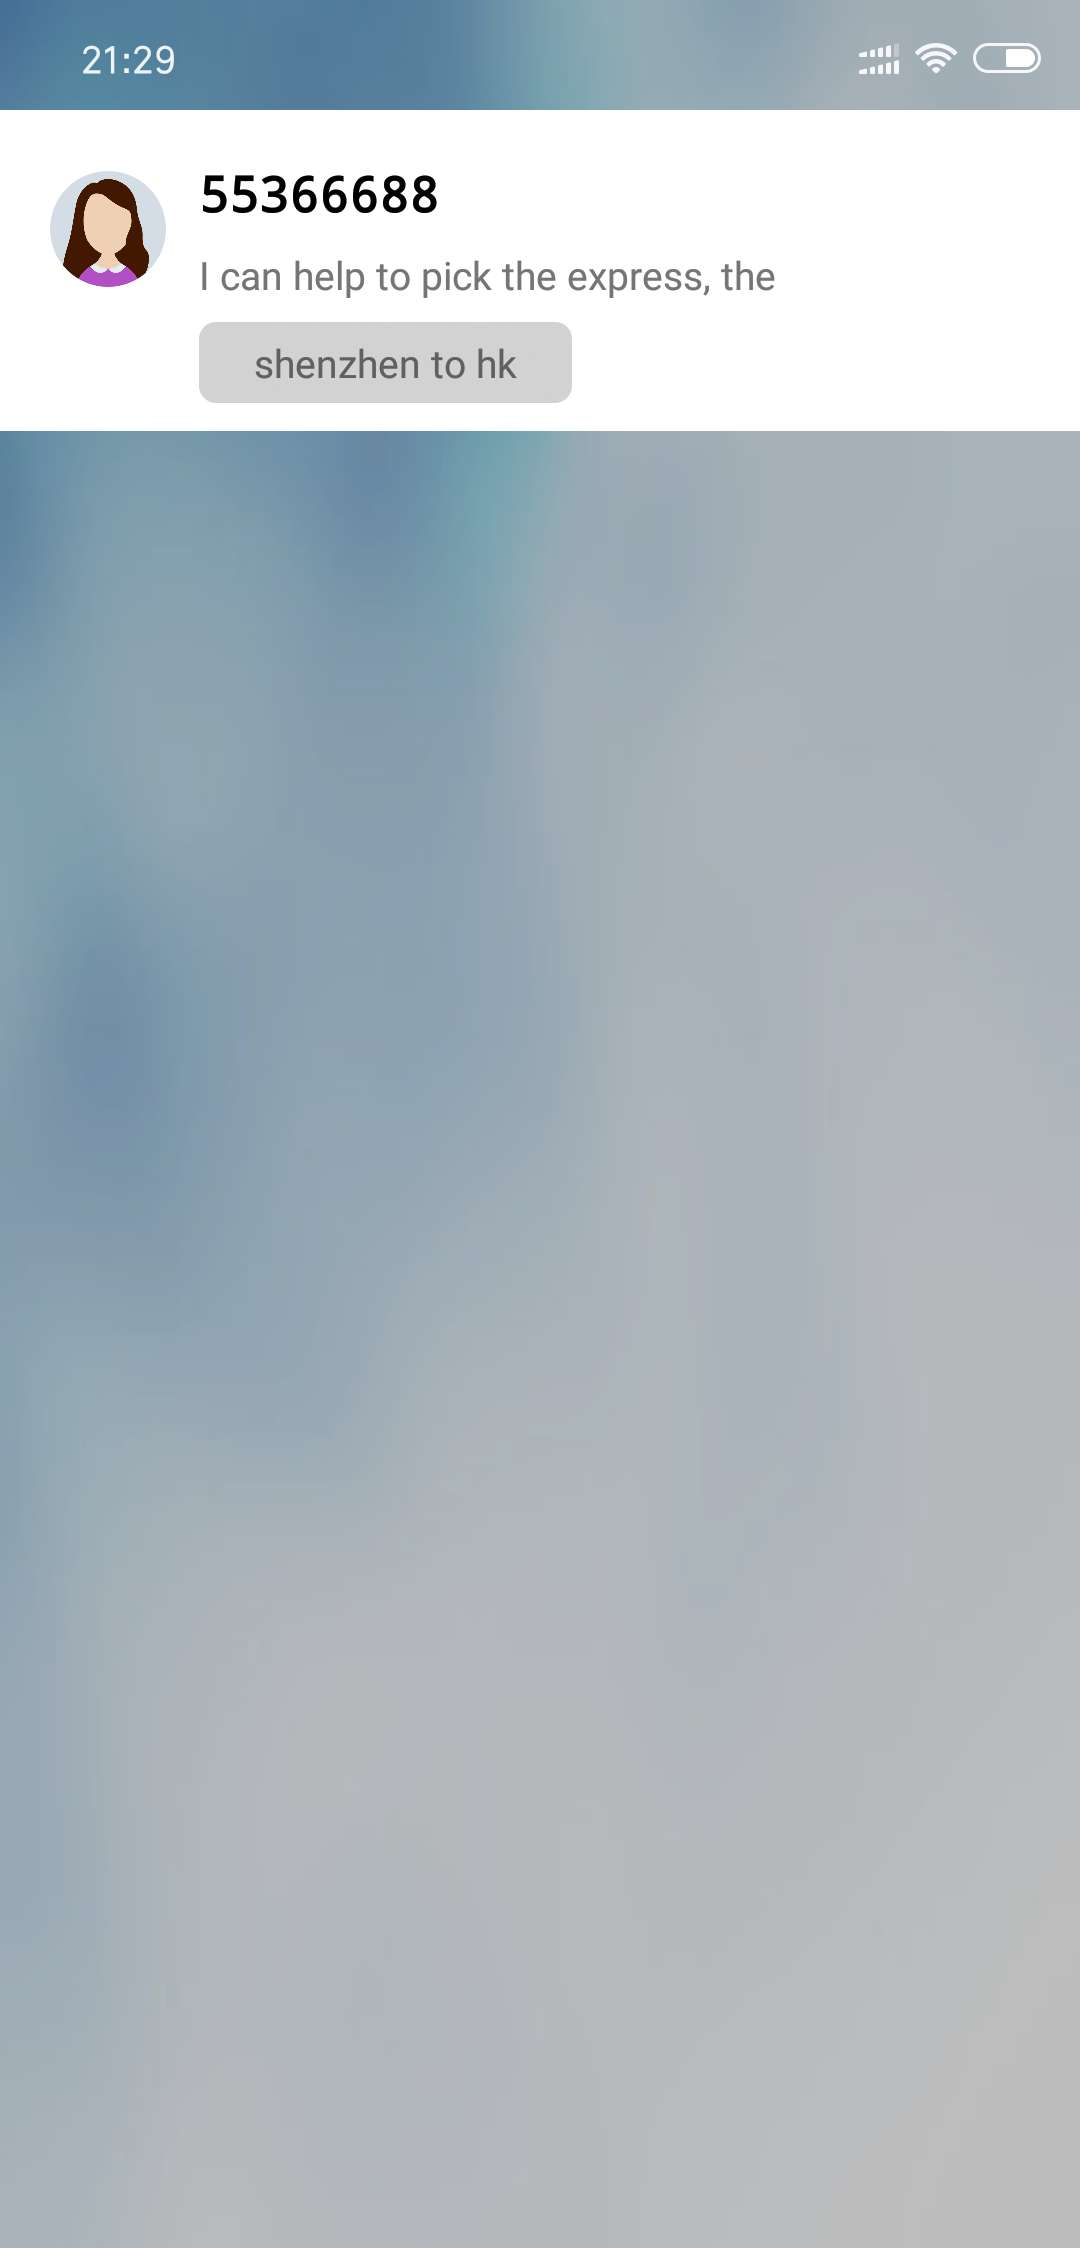 21:29
55366688
I can help to pick the express, the
shenzhen to hk